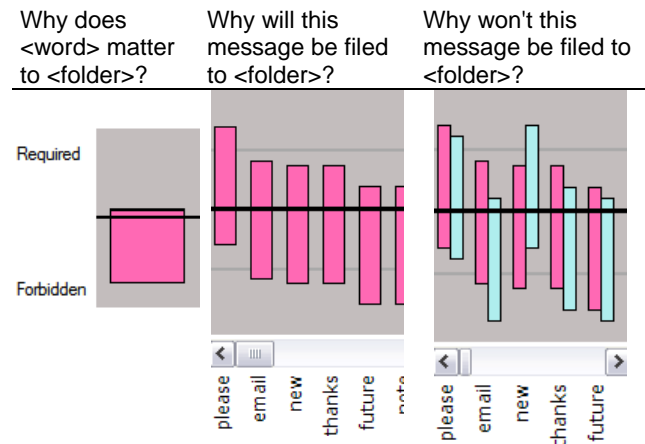 Why does
<word> matter
to <folder>?
Why will this
message be filed
to <folder>?
Why won't this
message be filed to
<folder>?
Required
Forbidden
please
email
new
thanks
future
note
please
email
new
thanks
future